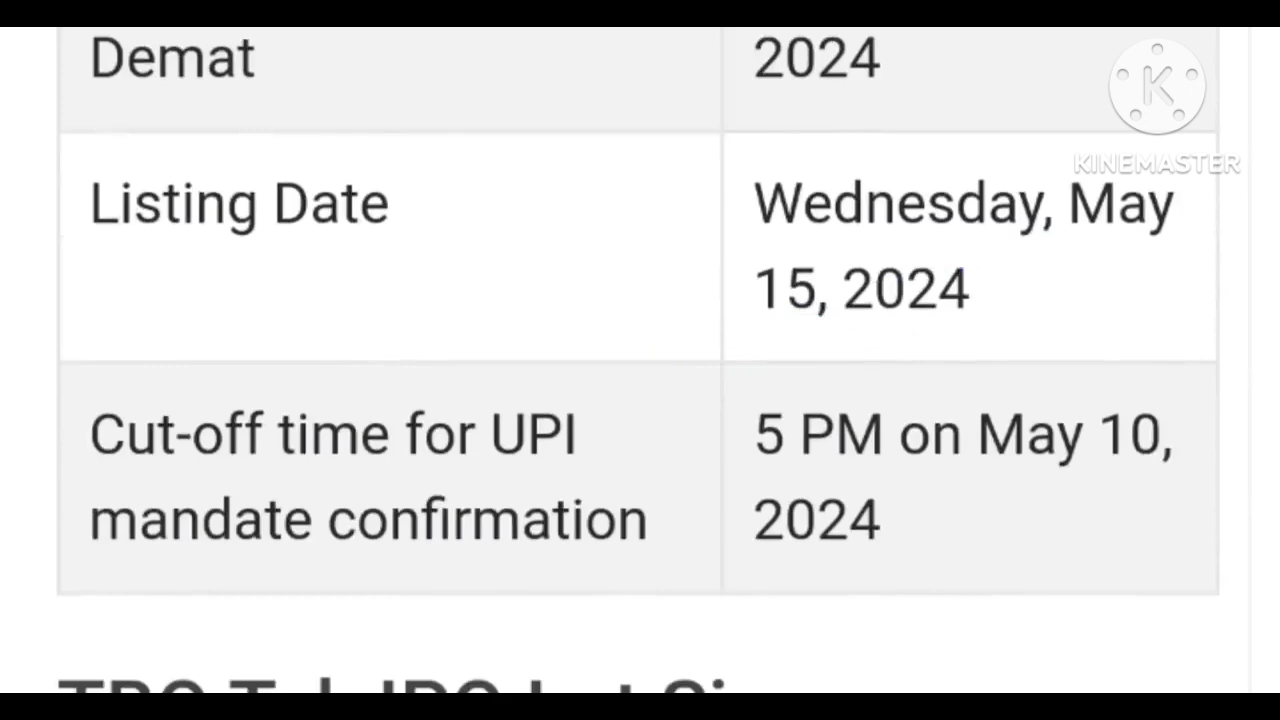 Demat 2024
KINEMASTER
Listing Date Wednesday, May
15, 2024
Cut-off time for UPI 5 PM on May 10,
mandate confirmation 2024